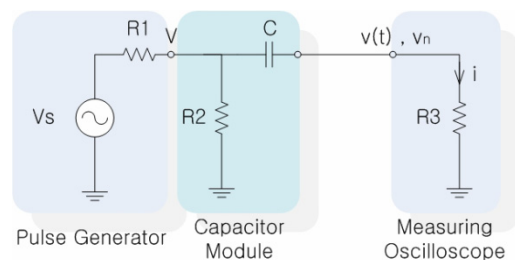 R1
V
C
v(t) , vn
i
Vs
R2
R3
Pulse Generator
Capacitor
Module
Measuring
Oscilloscope